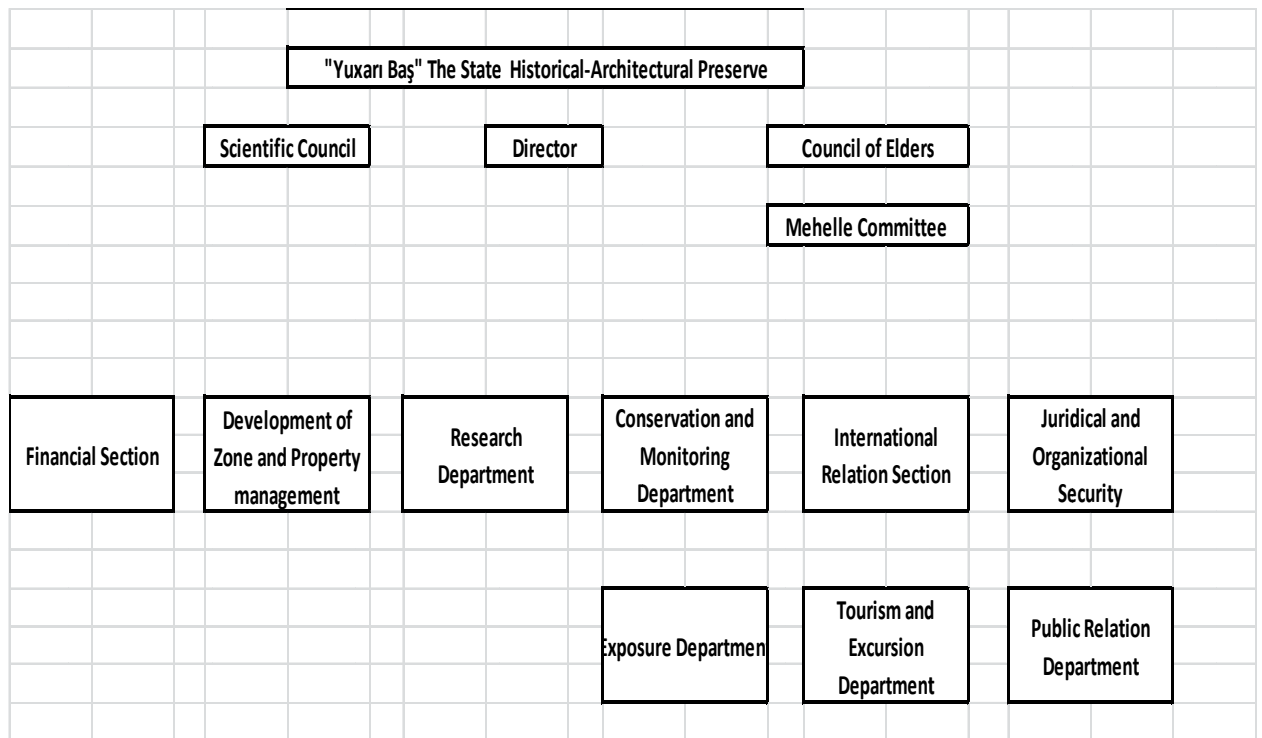 "Yuxarı Baş" The State Historical-Architectural Preserve
Scientific Council
Director
Council of Elders
Mehelle Committee
Financial Section
Development of
Zone and Property
management
Research
Department
Conservation and
Monitoring
Department
International
Relation Section
Juridical and
Organizational
Security
Exposure Departmen
Tourism and
Excursion
Department
Public Relation
Department